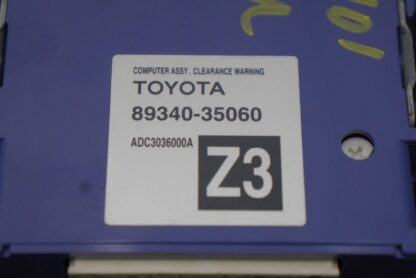 COMPUTER ASSY . CLEARANCE WARNING
TOYOTA
89340-35060
ADC3036000A
Z3